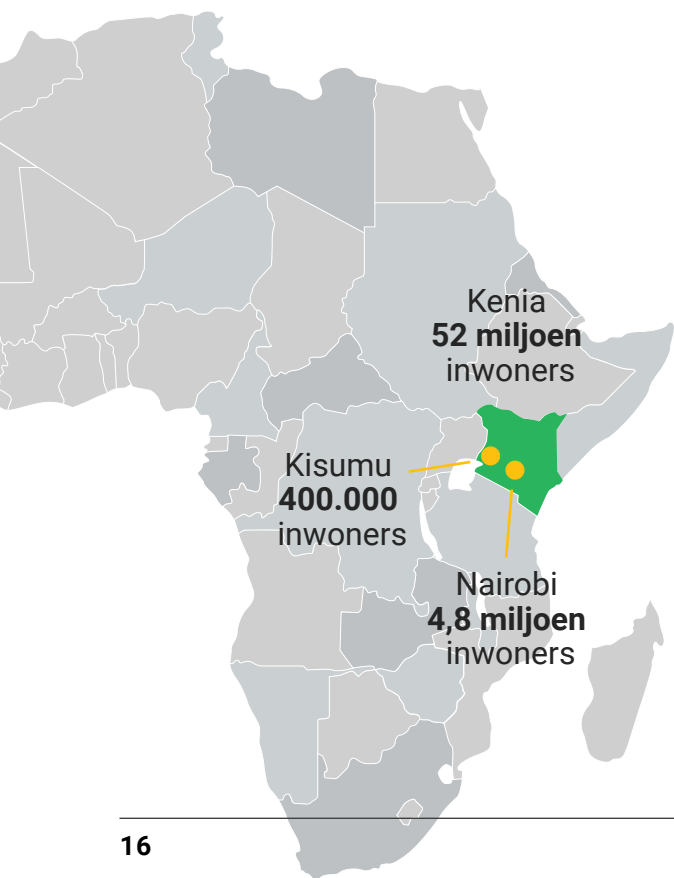 Kenia
52 miljoen
inwoners
Kisumu
400.000
inwoners
Nairobi
4,8 miljoen
inwoners
16